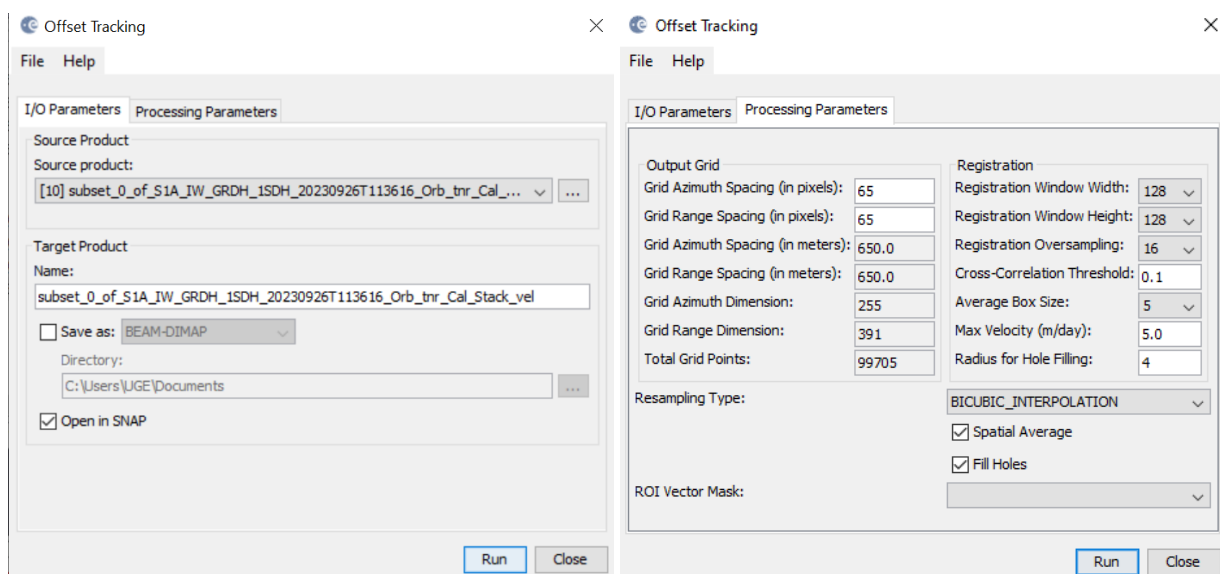 Offset Tracking
File Help
I/O Parameters Processing Parameters
Source Product
Source product:
[10] subset_0_of_S1A_IW_GRDH_1SDH_20230926T113616_Orb_tnr_Cal_... ...
Target Product
Name:
subset_0_of_S1A_IW_GRDH_1SDH_20230926T113616_Orb_tnr_Cal_Stack_vel
Save as: BEAM-DIMAP
Directory:
C:\Users\UGE\Documents ...
Open in SNAP
Run Close
Offset Tracking
File Help
I/O Parameters Processing Parameters
Output Grid
Grid Azimuth Spacing (in pixels): 65
Grid Range Spacing (in pixels): 65
Grid Azimuth Spacing (in meters): 650.0
Grid Range Spacing (in meters): 650.0
Grid Azimuth Dimension: 255
Grid Range Dimension: 391
Total Grid Points: 99705
Registration
Registration Window Width: 128
Registration Window Height: 128
Registration Oversampling: 16
Cross-Correlation Threshold: 0.1
Average Box Size: 5
Max Velocity (m/day): 5.0
Radius for Hole Filling: 4
Resampling Type: BICUBIC_INTERPOLATION
Spatial Average
Fill Holes
ROI Vector Mask:
Run Close